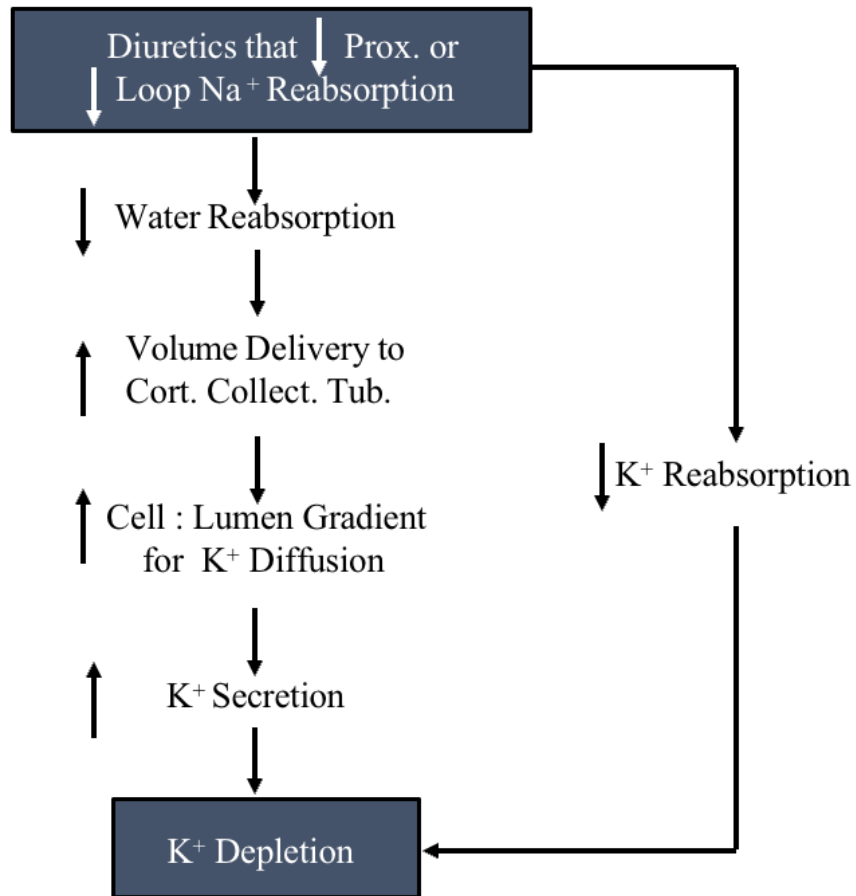 Diuretics that ↓ Prox. or
↓ Loop Na⁺ Reabsorption
↓ Water Reabsorption
↑ Volume Delivery to
Cort. Collect. Tub.
↑ Cell : Lumen Gradient
for K⁺ Diffusion
↓ K⁺ Reabsorption
↑ K⁺ Secretion
K⁺ Depletion